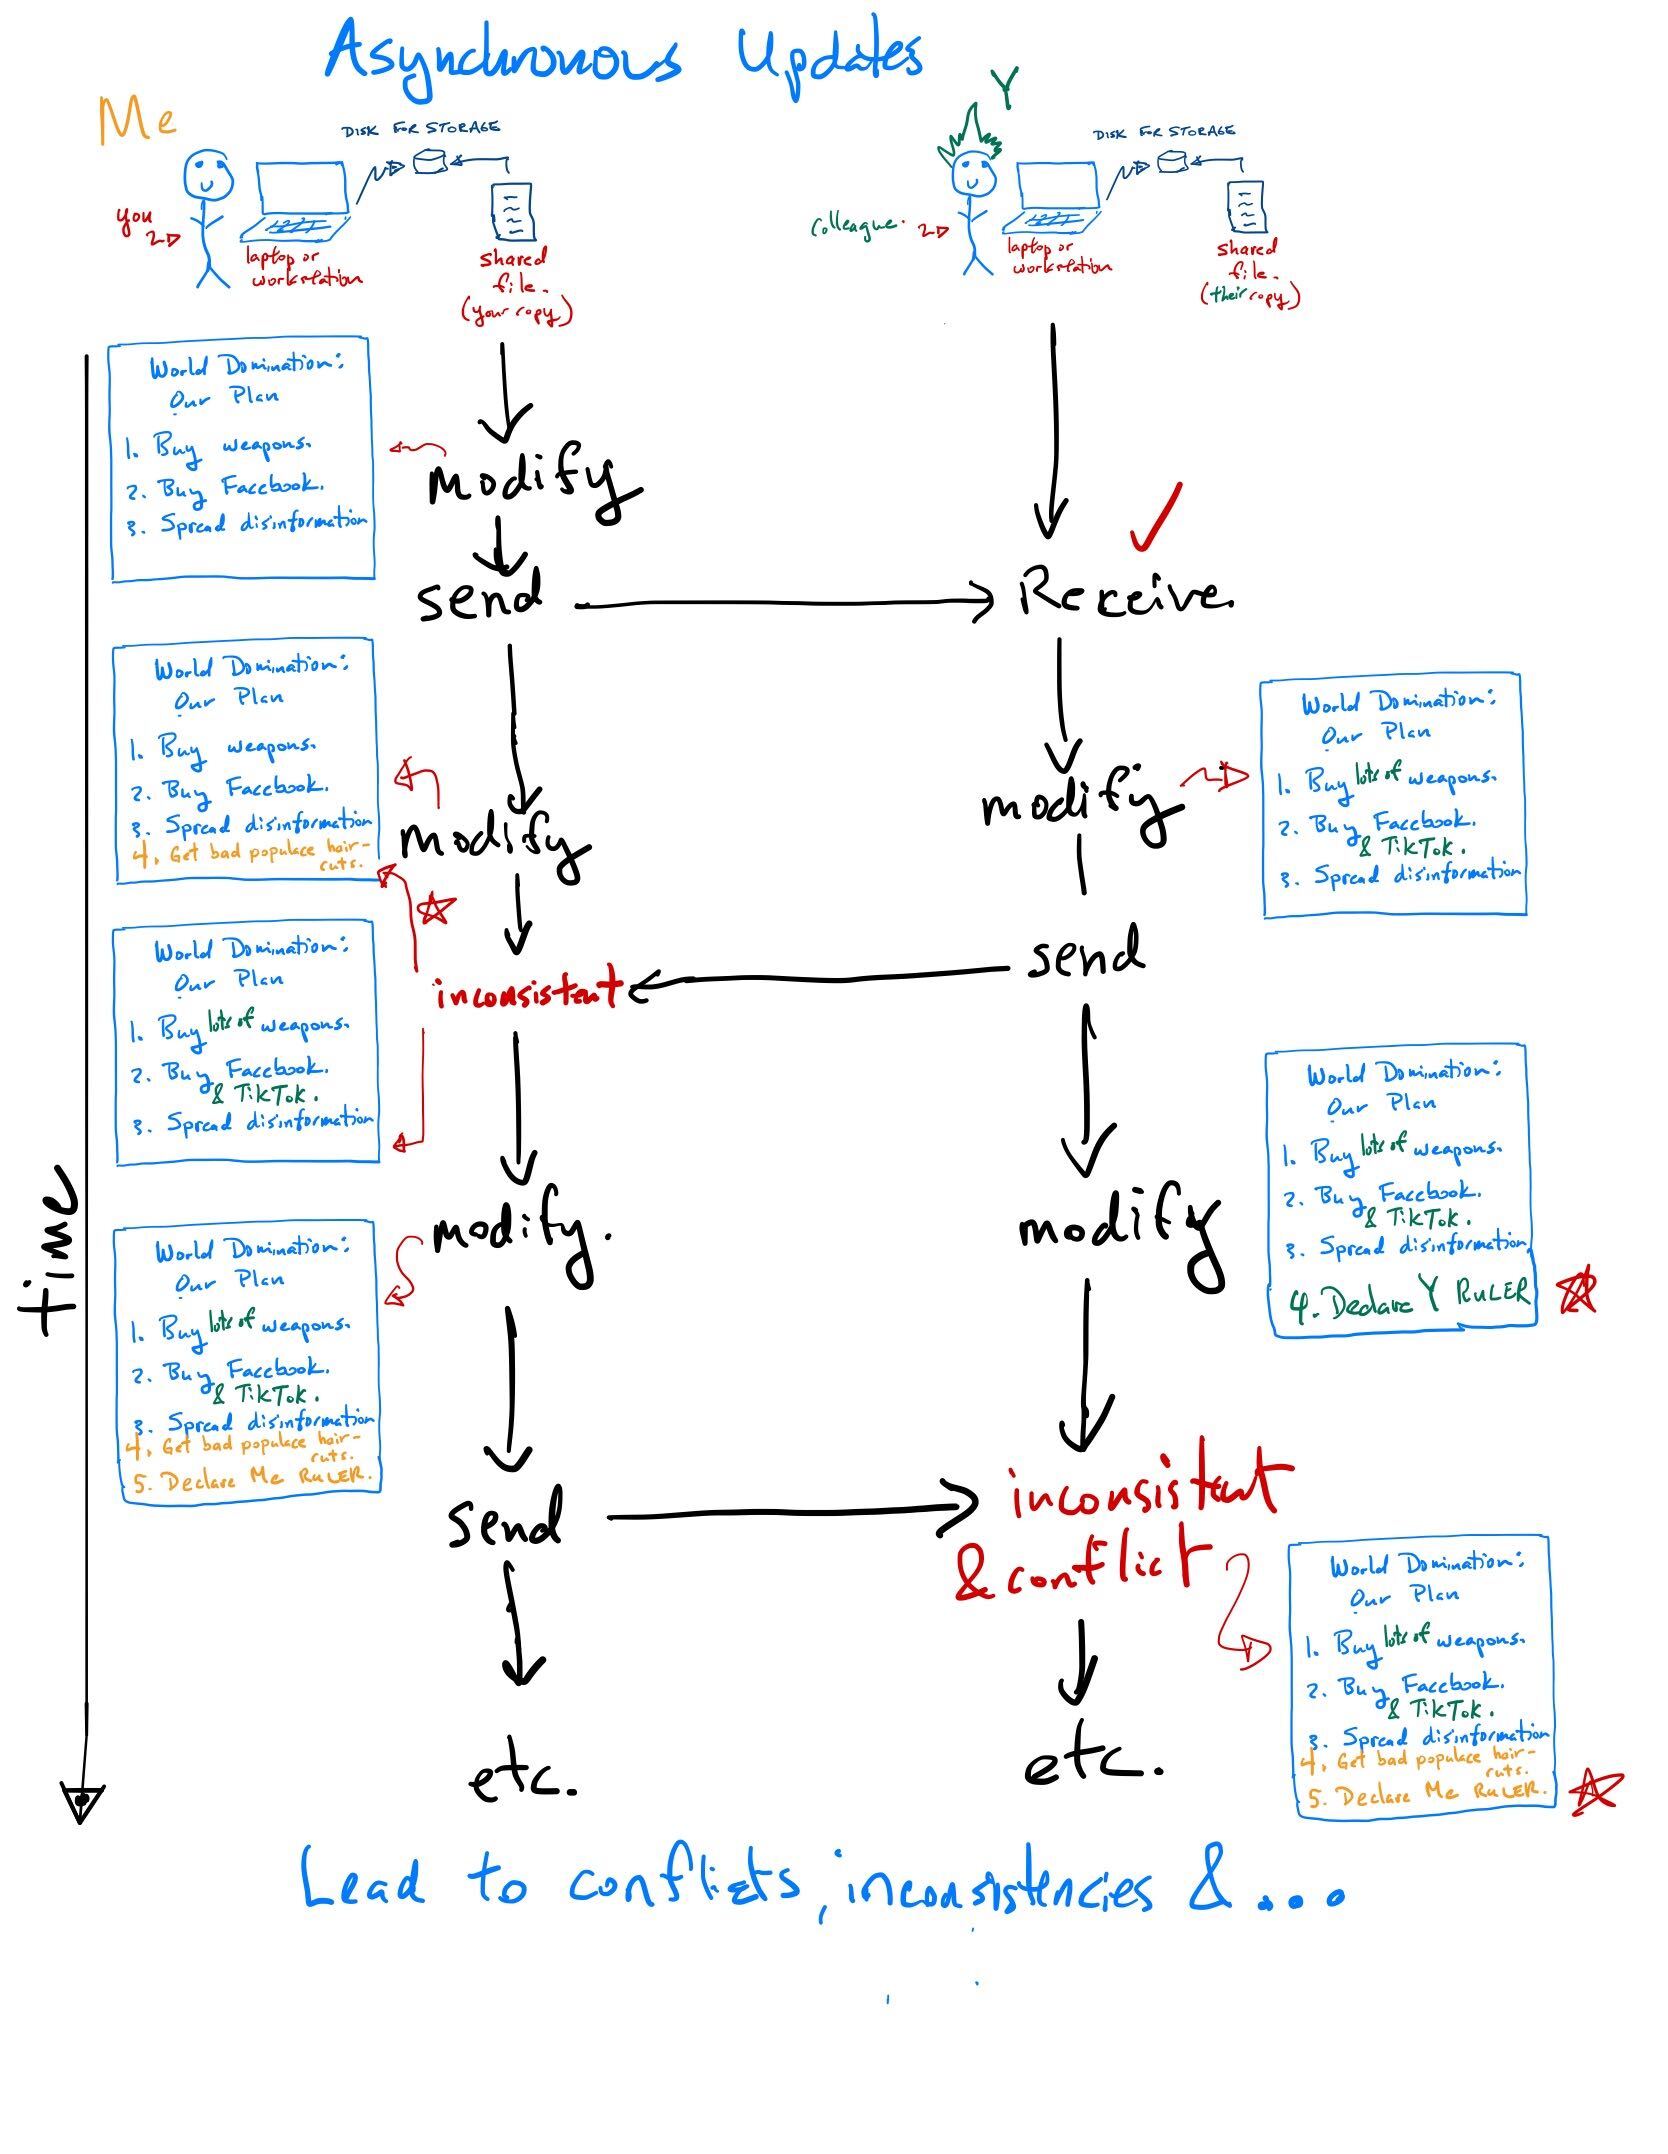 Asynchronous Updates
Me
DISK FOR STORAGE
you
laptop or
workstation
shared
file.
(your copy)
Y
DISK FOR STORAGE
colleague.
laptop or
workstation
shared
file.
(their copy)
time
World Domination:
Our Plan
1. Buy weapons.
2. Buy Facebook.
3. Spread disinformation
modify
send
Receive.
World Domination:
Our Plan
1. Buy weapons.
2. Buy Facebook.
3. Spread disinformation
4. Get bad populace hair-
cuts.
modify
modify
World Domination:
Our Plan
1. Buy lots of weapons.
2. Buy Facebook.
& TikTok.
3. Spread disinformation
send
inconsistent
World Domination:
Our Plan
1. Buy lots of weapons.
2. Buy Facebook.
& TikTok.
3. Spread disinformation
modify.
modify
World Domination:
Our Plan
1. Buy lots of weapons.
2. Buy Facebook.
& TikTok.
3. Spread disinformation
4. Declare Y RULER
World Domination:
Our Plan
1. Buy lots of weapons.
2. Buy Facebook.
& TikTok.
3. Spread disinformation
4. Get bad populace hair-
cuts.
5. Declare Me RULER.
send
inconsistent
& conflict
World Domination:
Our Plan
1. Buy lots of weapons.
2. Buy Facebook.
& TikTok.
3. Spread disinformation
4. Get bad populace hair-
cuts.
5. Declare Me RULER.
etc.
etc.
Lead to conflicts, inconsistencies & ...